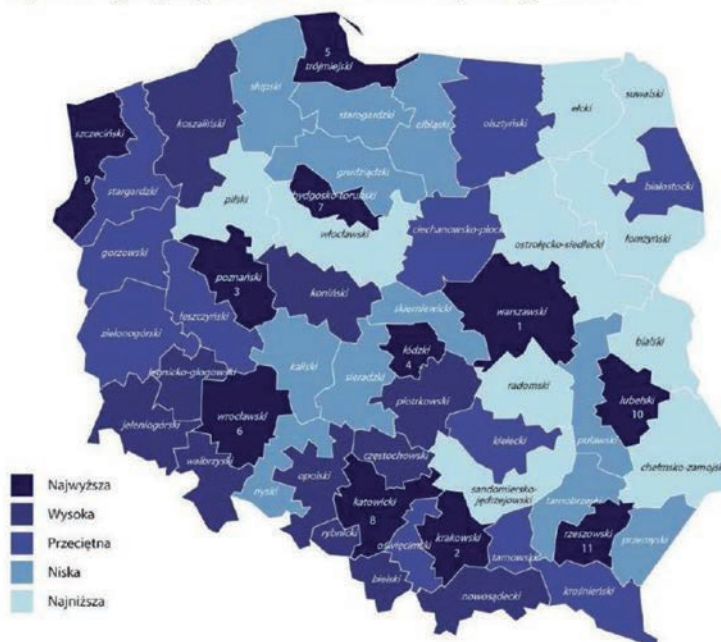 5
trójmiejski
słupski
koszaliński
szczeciński
9
stargardzki
starogardzki
elbląski
olsztyński
ełcki
suwalski
białostocki
łomżyński
grudziądzki
bydgosko-toruński
7
pilski
włocławski
ciechanowsko-płocki
ostrołęcko-siedlecki
gorzowski
poznański
3
koniński
skierniewicki
warszawski
1
bialski
zielonogórski
leszczyński
łódzki
4
kaliski
sieradzki
piotrkowski
radomski
lubelski
10
puławski
chełmsko-zamojski
legnicko-głogowski
jeleniogórski
wrocławski
6
wałbrzyski
nyski
opolski
częstochowski
kielecki
sandomiersko-
jędrzejowski
tarnobrzeski
katowicki
8
rybnicki
oświęcimski
bielski
krakowski
2
tarnowski
rzeszowski
11
przemyski
nowosądecki
krośnieński
Najwyższa
Wysoka
Przeciętna
Niska
Najniższa